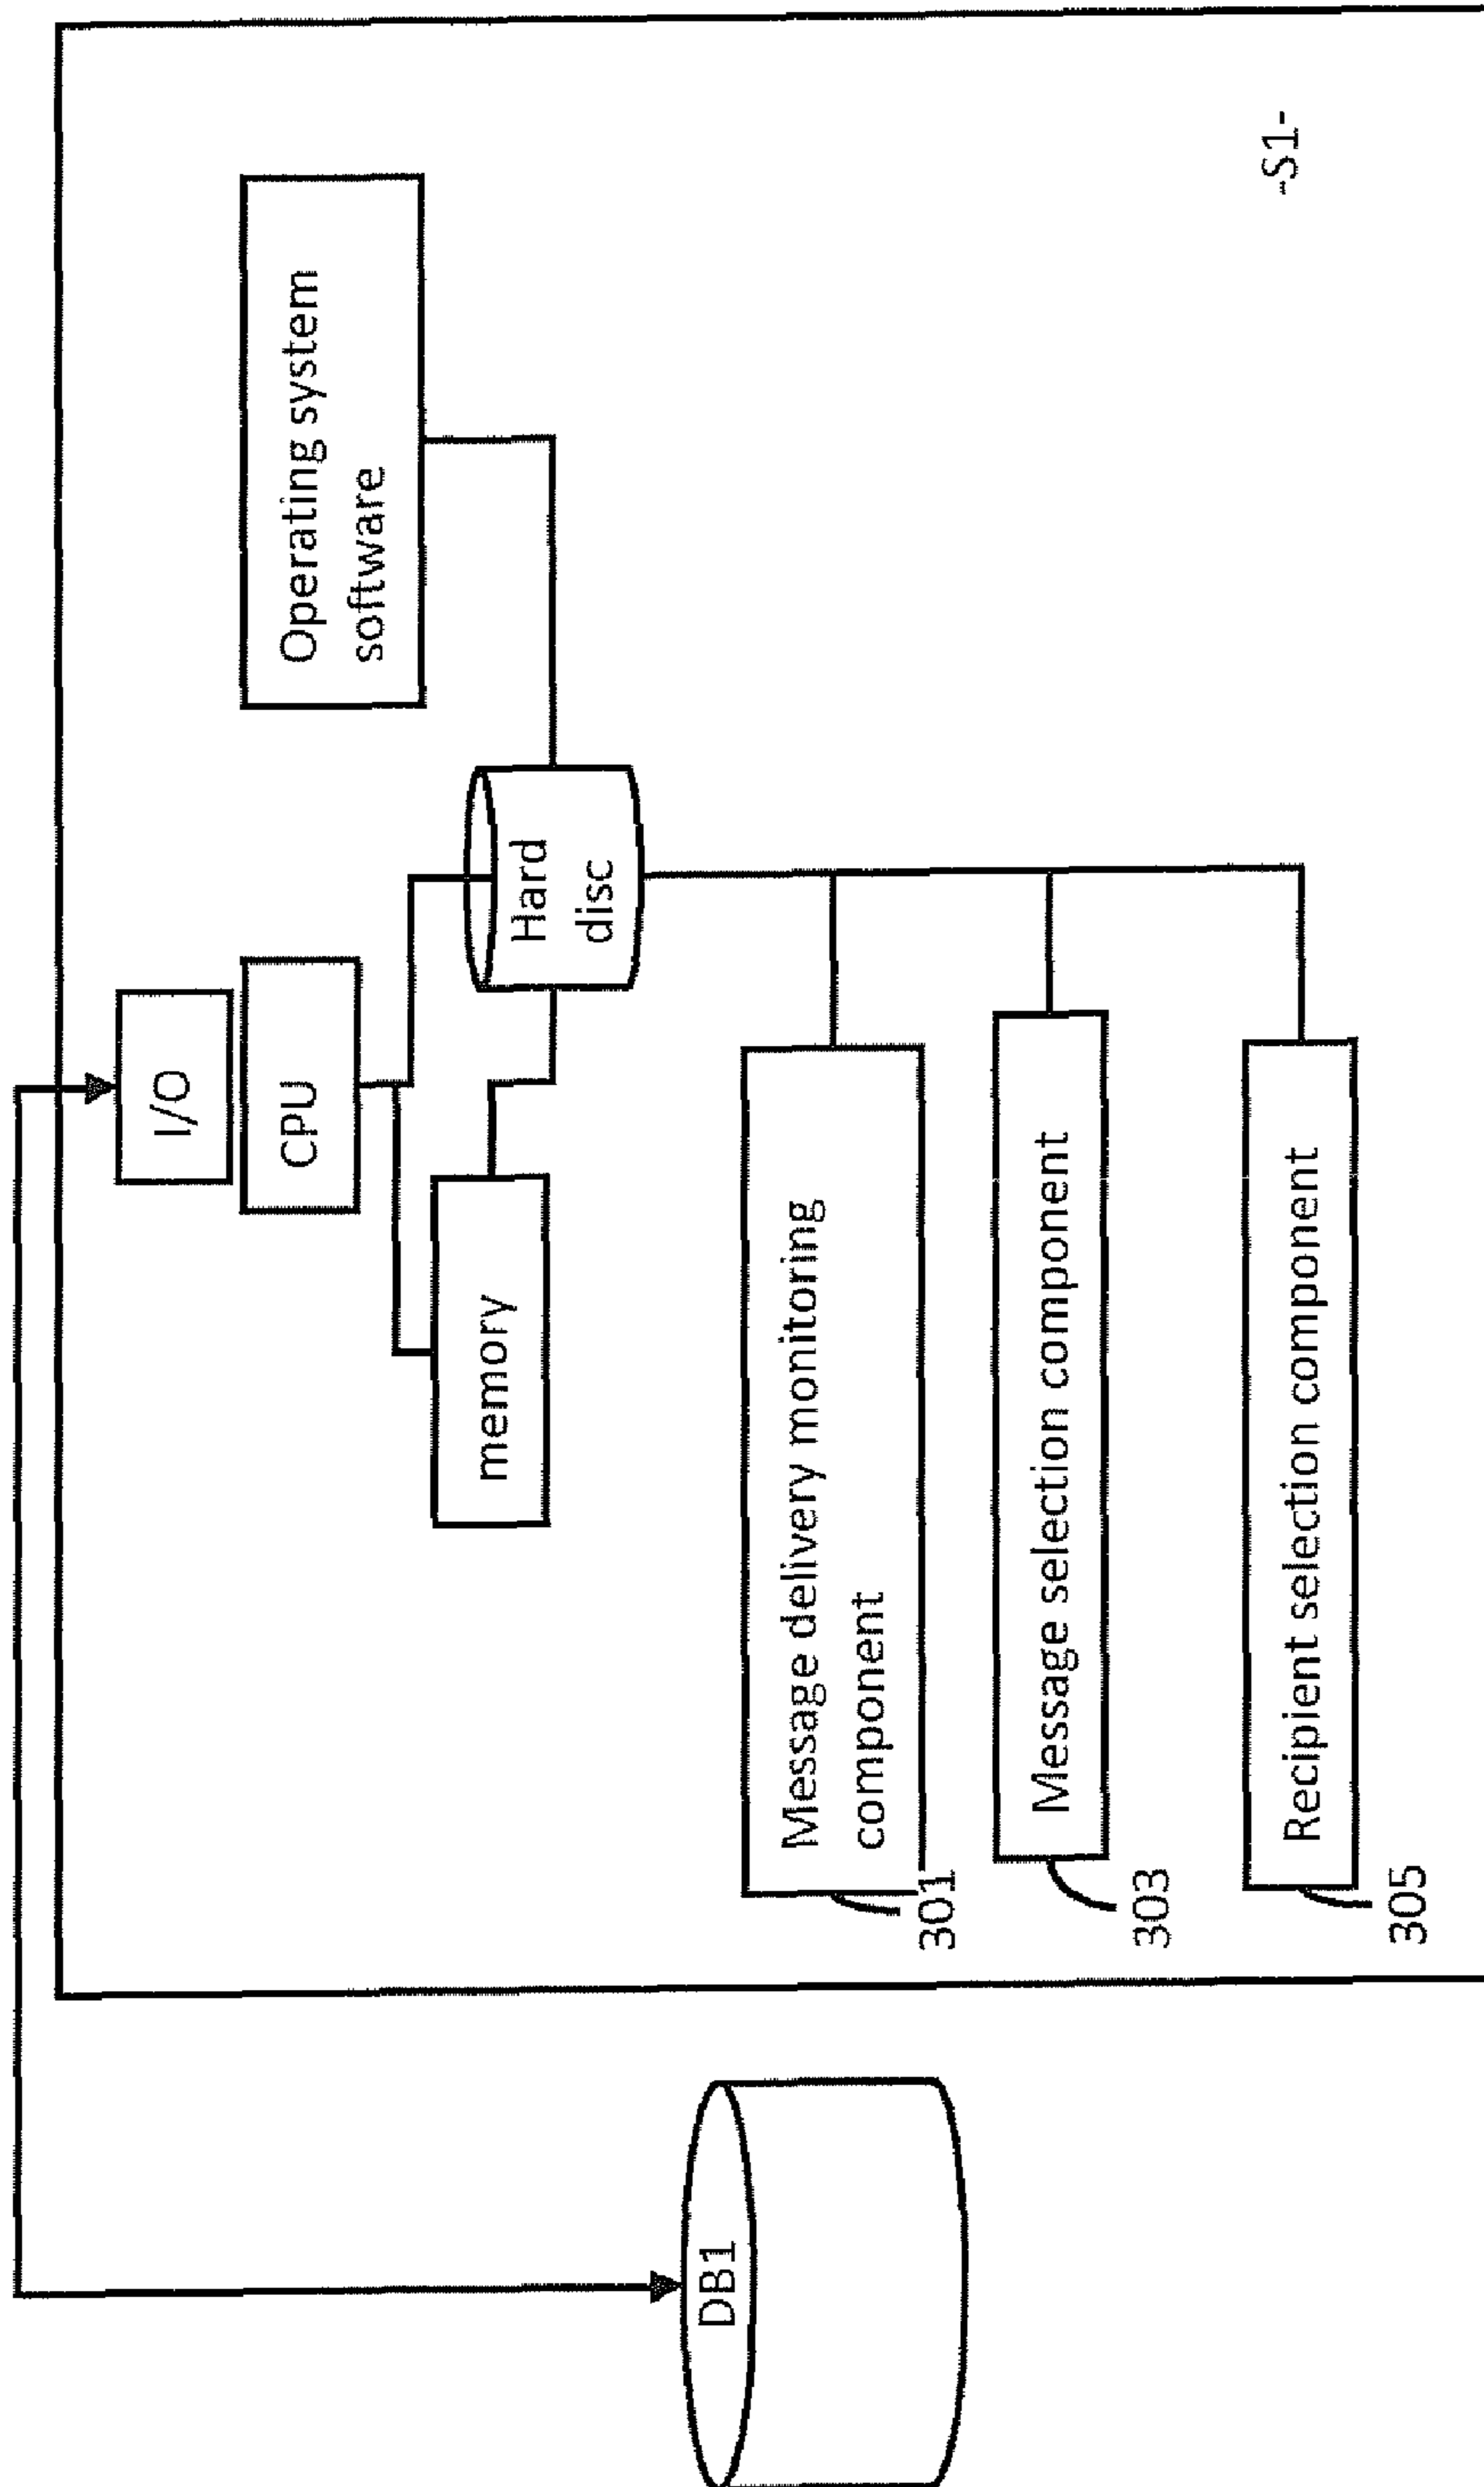 I/O
CPU
Operating system
software
memory
Hard
disc
DB1
Message delivery monitoring
component
301
Message selection component
303
Recipient selection component
305
-S1-